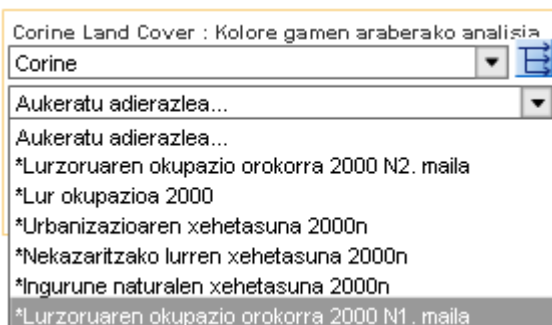 Corine Land Cover : Kolore gamen araberako analisia
Corine
Aukeratu adierazlea...
Aukeratu adierazlea...
*Lurzoruaren okupazio orokorra 2000 N2. maila
*Lur okupazioa 2000
*Urbanizazioaren xehetasuna 2000n
*Nekazaritzako lurren xehetasuna 2000n
*Ingurune naturalen xehetasuna 2000n
*Lurzoruaren okupazio orokorra 2000 N1. maila